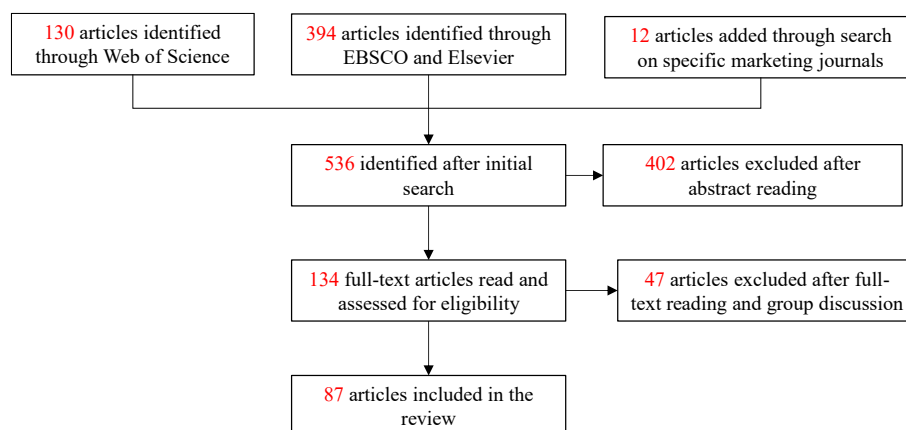 130 articles identified
through Web of Science
394 articles identified through
EBSCO and Elsevier
12 articles added through search
on specific marketing journals
536 identified after initial
search
402 articles excluded after
abstract reading
134 full-text articles read and
assessed for eligibility
47 articles excluded after full-
text reading and group discussion
87 articles included in the
review